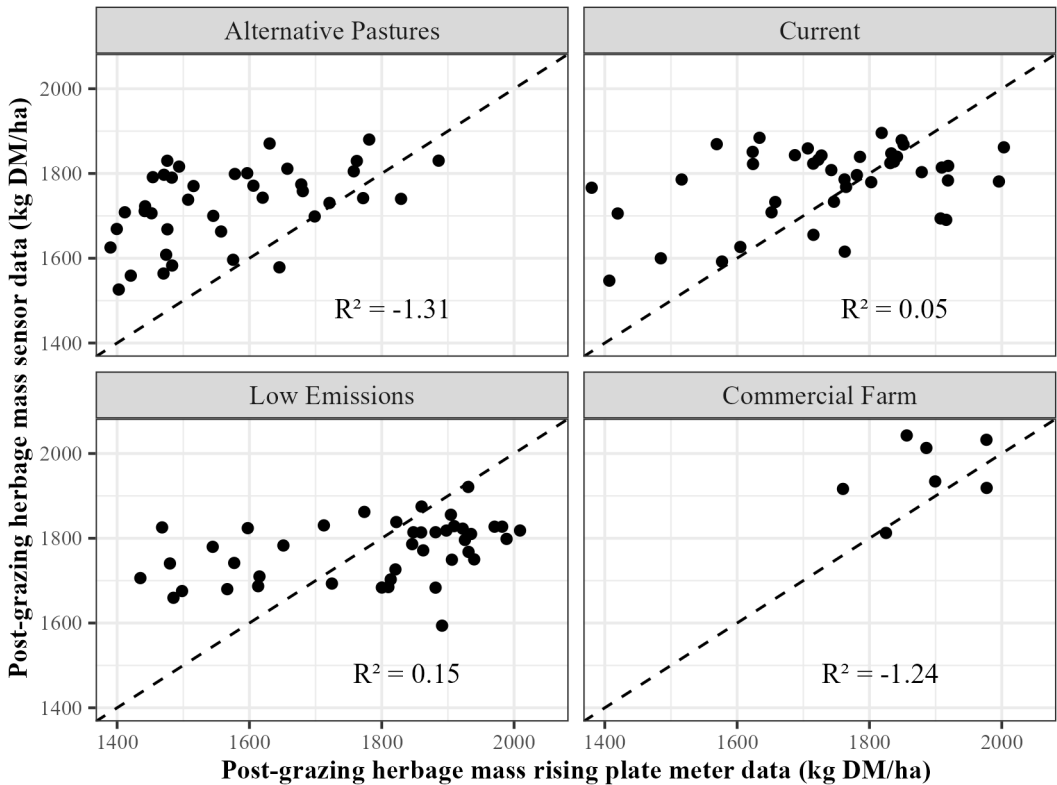 Alternative Pastures
Current
2000
1800
1600
1400
R² = -1.31
R² = 0.05
Low Emissions
Commercial Farm
2000
1800
1600
1400
R² = 0.15
R² = -1.24
1400 1600 1800 2000
1400 1600 1800 2000
Post-grazing herbage mass rising plate meter data (kg DM/ha)
Post-grazing herbage mass sensor data (kg DM/ha)